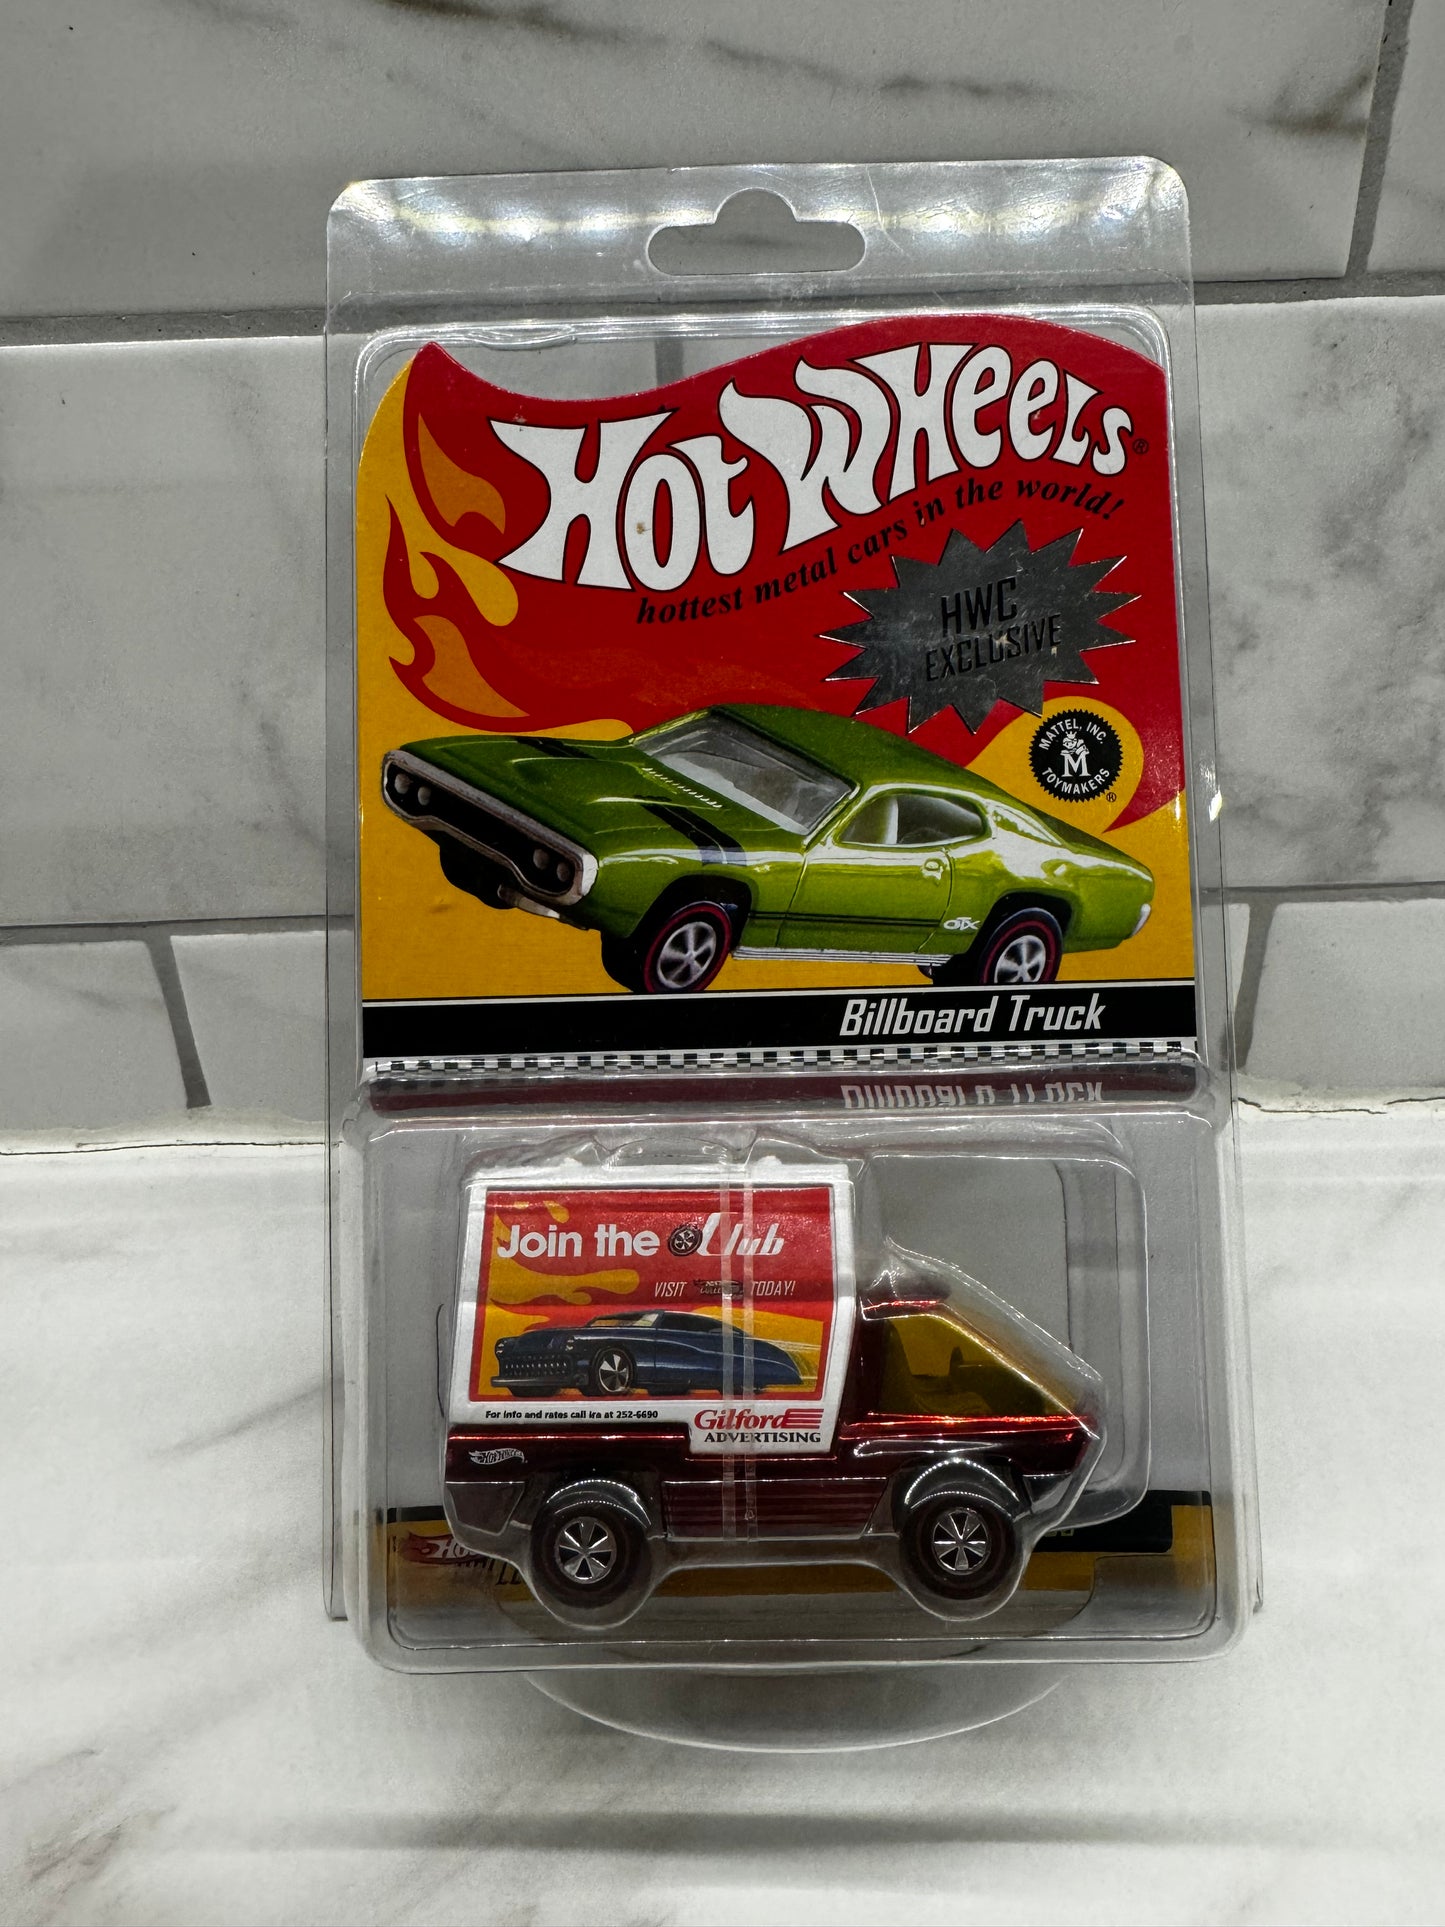 Hot Wheels®
hottest metal cars in the world!
HWC
EXCLUSIVE
MATTEL, INC.
M
TOYMAKERS
®
GTX
Billboard Truck
Join the Club
VISIT
TODAY!
For info and rates call Ira at 252-6690
Gilford
ADVERTISING
Hot Wheels